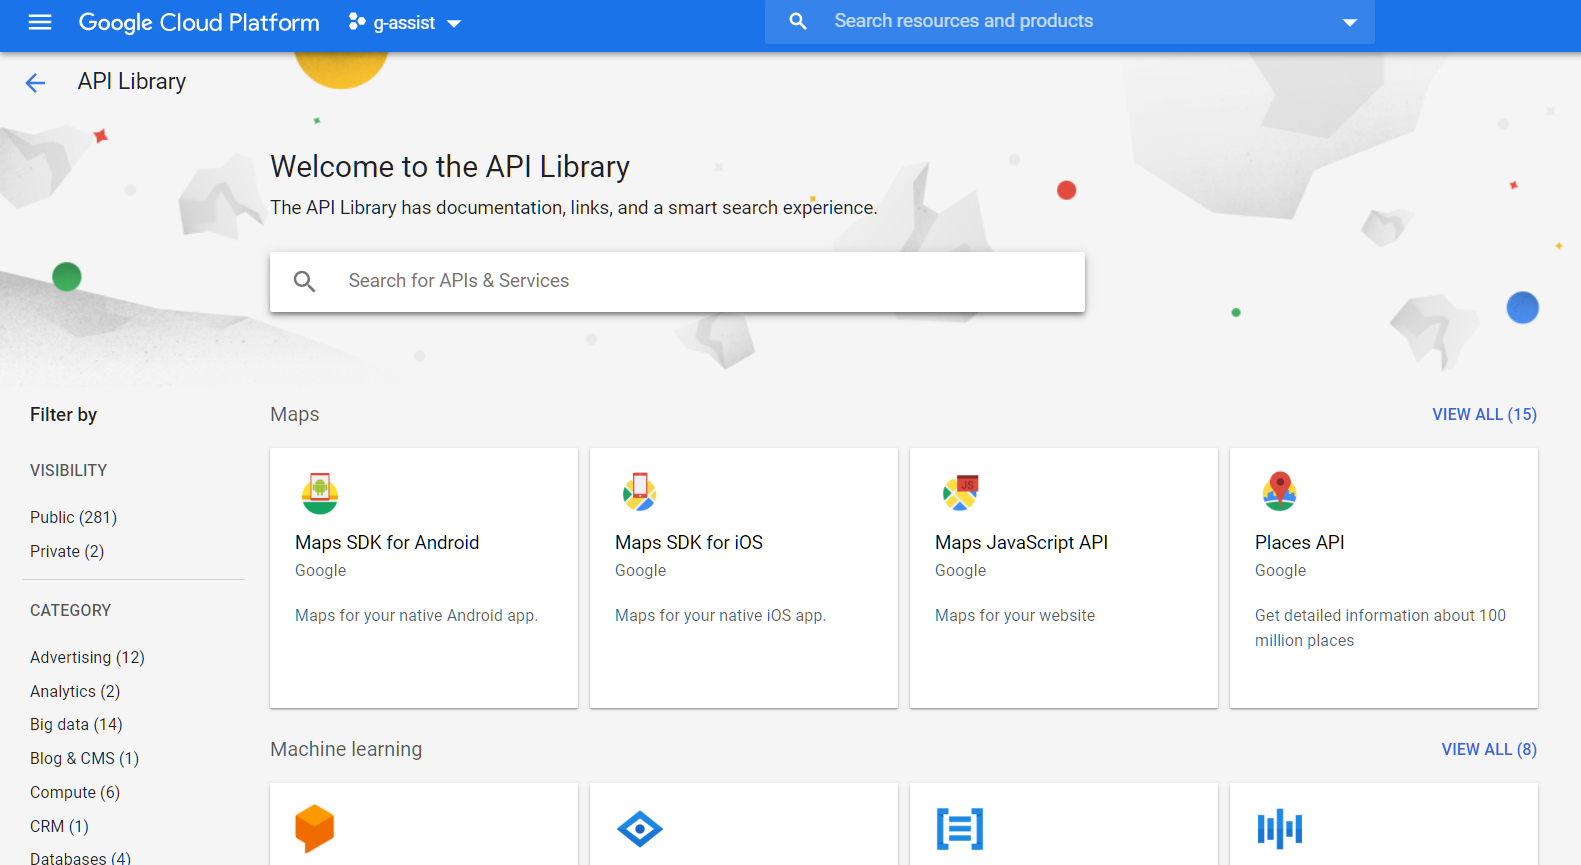 Google Cloud Platform g-assist Search resources and products
API Library
Welcome to the API Library
The API Library has documentation, links, and a smart search experience.
Search for APIs & Services
Filter by
VISIBILITY
Public (281)
Private (2)
CATEGORY
Advertising (12)
Analytics (2)
Big data (14)
Blog & CMS (1)
Compute (6)
CRM (1)
Databases (4)
Maps VIEW ALL (15)
Maps SDK for Android
Google
Maps for your native Android app.
Maps SDK for iOS
Google
Maps for your native iOS app.
JS
Maps JavaScript API
Google
Maps for your website
Places API
Google
Get detailed information about 100
million places
Machine learning VIEW ALL (8)